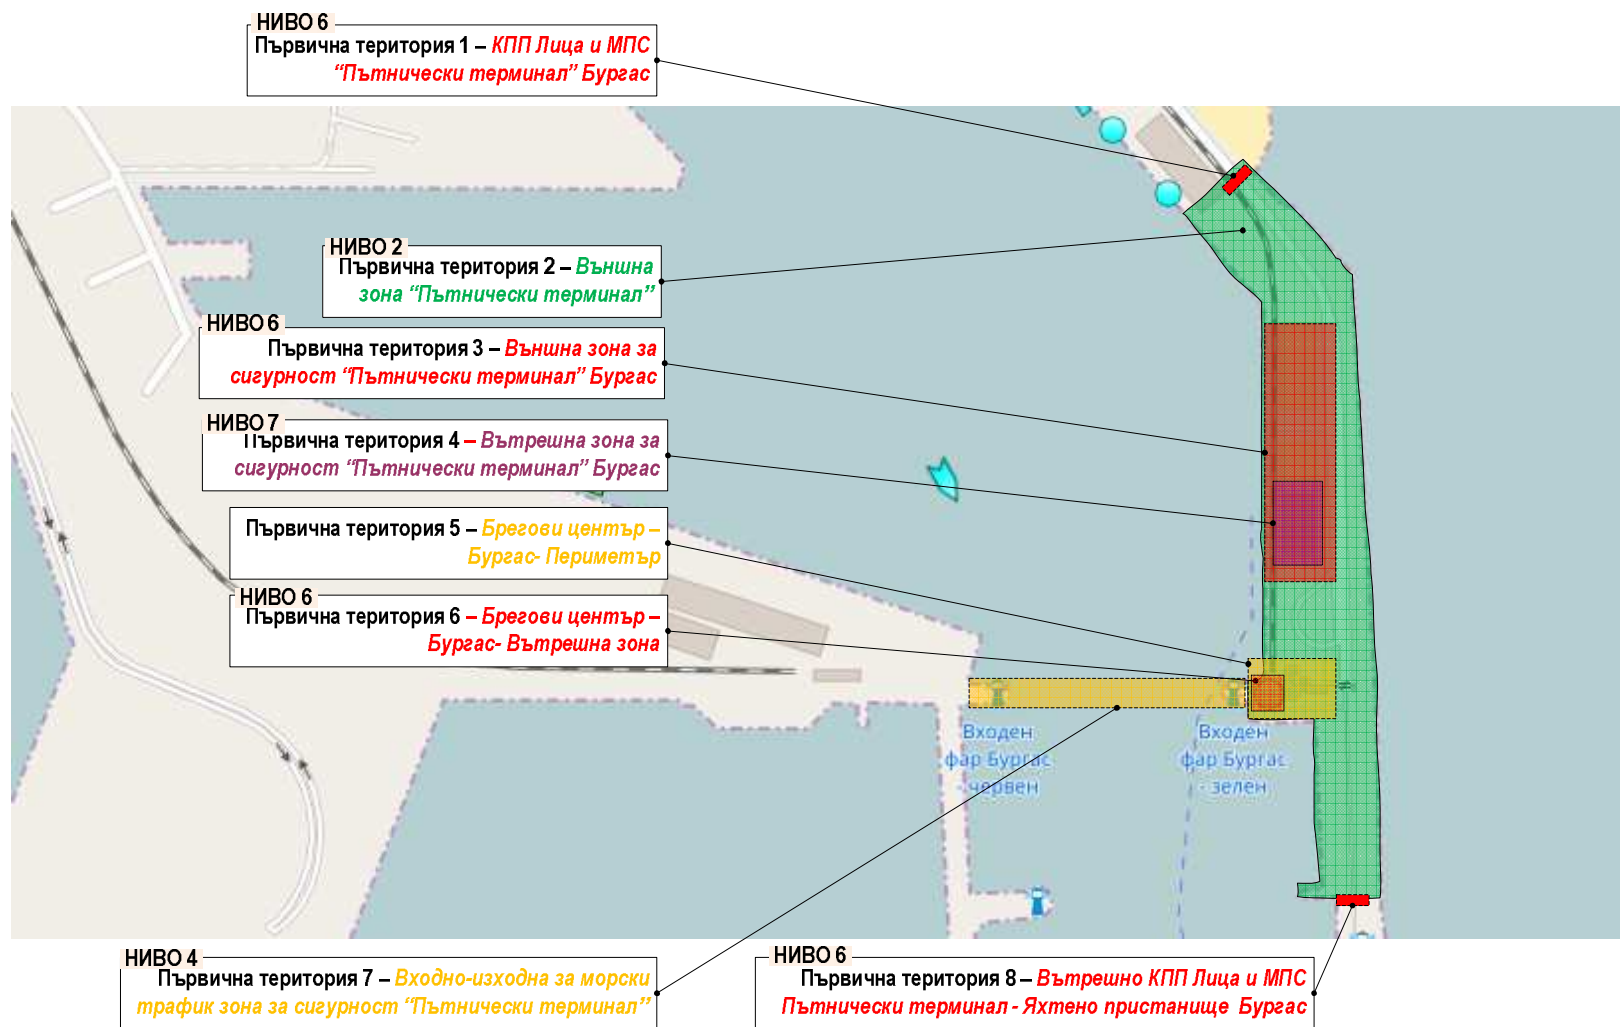 НИВО 6
Първична територия 1 – КПП Лица и МПС
“Пътнически терминал” Бургас
НИВО 2
Първична територия 2 – Външна
зона “Пътнически терминал”
НИВО 6
Първична територия 3 – Външна зона за
сигурност “Пътнически терминал” Бургас
НИВО 7
Първична територия 4 – Вътрешна зона за
сигурност “Пътнически терминал” Бургас
Първична територия 5 – Брегови център –
Бургас- Периметър
НИВО 6
Първична територия 6 – Брегови център –
Бургас- Вътрешна зона
Входен
фар Бургас
- червен
Входен
фар Бургас
- зелен
НИВО 4
Първична територия 7 – Входно-изходна за морски
трафик зона за сигурност “Пътнически терминал”
НИВО 6
Първична територия 8 – Вътрешно КПП Лица и МПС
Пътнически терминал - Яхтено пристанище Бургас